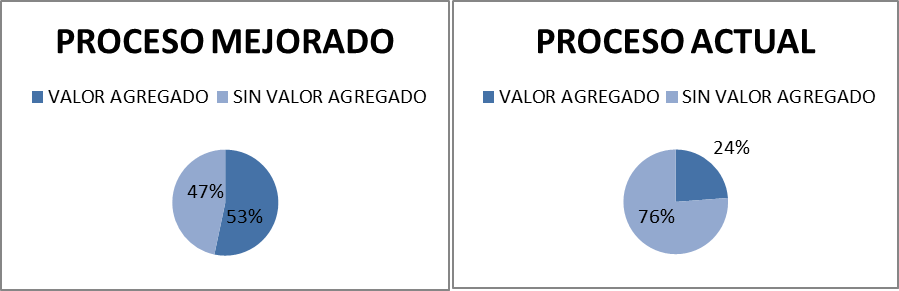 PROCESO MEJORADO
VALOR AGREGADO SIN VALOR AGREGADO
47%
53%
PROCESO ACTUAL
VALOR AGREGADO SIN VALOR AGREGADO
24%
76%